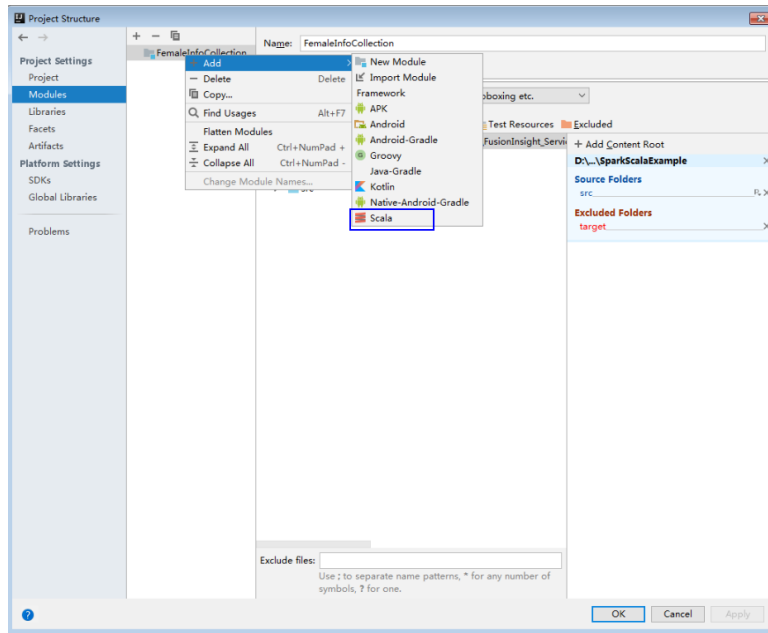 Project Structure
Name: FemaleInfoCollection
Project Settings
Project
Modules
Libraries
Facets
Artifacts
Platform Settings
SDKs
Global Libraries
Problems
FemaleInfoCollection
Add
Delete Delete
Copy...
Find Usages Alt+F7
Flatten Modules
Expand All Ctrl+NumPad +
Collapse All Ctrl+NumPad -
Change Module Names...
New Module
Import Module
Framework
APK
Android
Android-Gradle
Groovy
Java-Gradle
Kotlin
Native-Android-Gradle
Scala
etc.
Test Resources Excluded
+ Add Content Root
D:\...\SparkScalaExample
Source Folders
src
Excluded Folders
target
Exclude files:
Use ; to separate name patterns, * for any number of
symbols, ? for one.
OK Cancel Apply